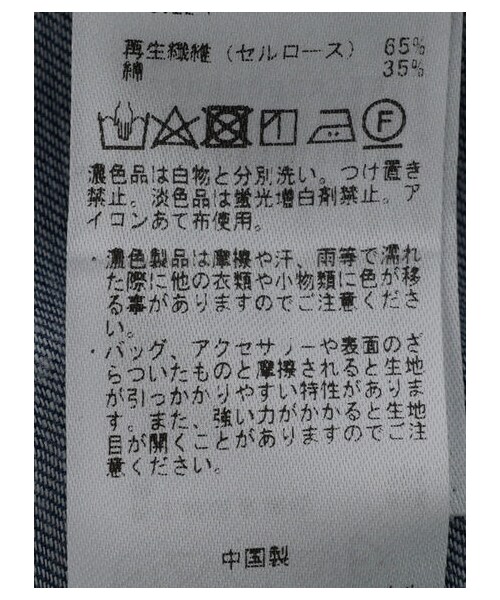 再生繊維（セルロース） 65%
綿 35%
F
濃色品は白物と分別洗い。つけ置き
禁止。淡色品は蛍光増白剤禁止。ア
イロンあて布使用。
・濃色製品は摩擦や汗、雨等で濡れ
た際に他の衣類や小物類に色が移
る事がありますのでご注意くださ
い。
・バッグ、アクセサリーや表面のざ
らついたものと摩擦されると生地
が引っかかりやすい特性がありま
す。また、強い力がかかると生地
目が開くことがありますのでご注
意ください。
中国製